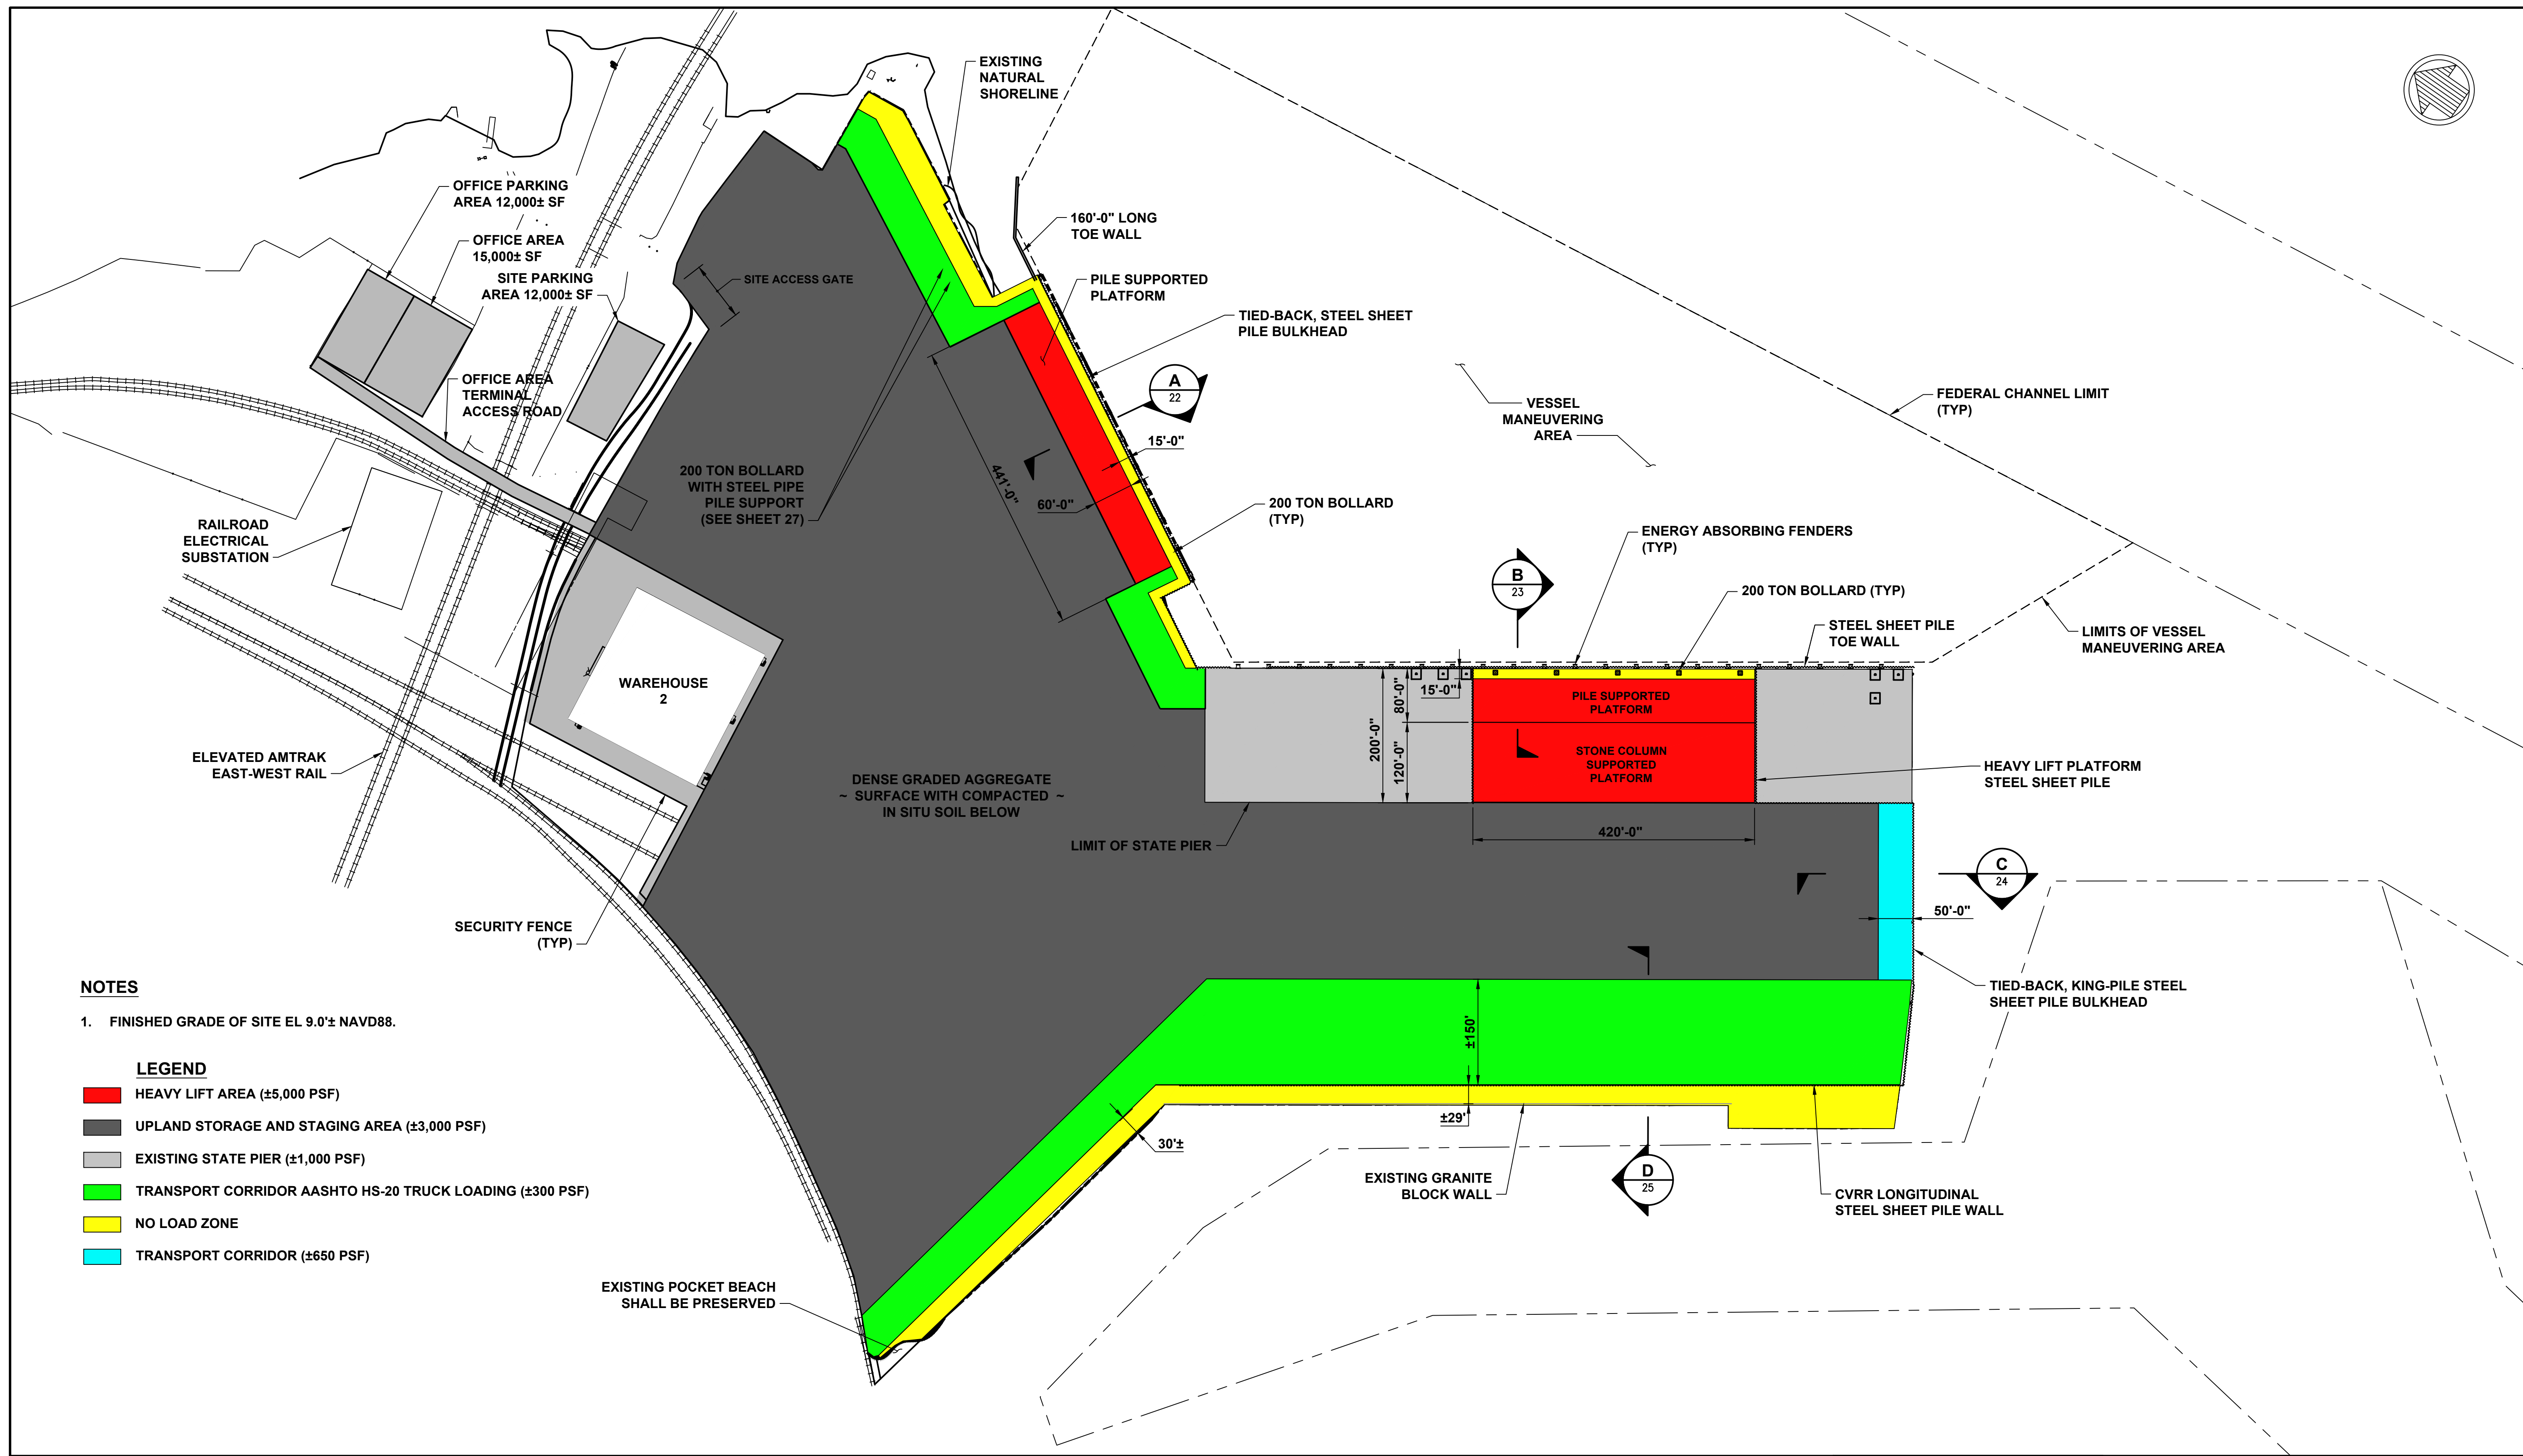 EXISTING
NATURAL
SHORELINE
OFFICE PARKING
AREA 12,000± SF
OFFICE AREA
15,000± SF
SITE PARKING
AREA 12,000± SF
SITE ACCESS GATE
160'-0" LONG
TOE WALL
PILE SUPPORTED
PLATFORM
TIED-BACK, STEEL SHEET
PILE BULKHEAD
OFFICE AREA
TERMINAL
ACCESS ROAD
A
22
VESSEL
MANEUVERING
AREA
FEDERAL CHANNEL LIMIT
(TYP)
15'-0"
441'-0"
60'-0"
200 TON BOLLARD
WITH STEEL PIPE
PILE SUPPORT
(SEE SHEET 27)
200 TON BOLLARD
(TYP)
RAILROAD
ELECTRICAL
SUBSTATION
ENERGY ABSORBING FENDERS
(TYP)
B
23
200 TON BOLLARD (TYP)
STEEL SHEET PILE
TOE WALL
LIMITS OF VESSEL
MANEUVERING AREA
WAREHOUSE
2
15'-0"
80'-0"
200'-0"
120'-0"
PILE SUPPORTED
PLATFORM
STONE COLUMN
SUPPORTED
PLATFORM
ELEVATED AMTRAK
EAST-WEST RAIL
DENSE GRADED AGGREGATE
~ SURFACE WITH COMPACTED ~
IN SITU SOIL BELOW
HEAVY LIFT PLATFORM
STEEL SHEET PILE
420'-0"
LIMIT OF STATE PIER
C
24
50'-0"
SECURITY FENCE
(TYP)
TIED-BACK, KING-PILE STEEL
SHEET PILE BULKHEAD
NOTES
1. FINISHED GRADE OF SITE EL 9.0'± NAVD88.
±150'
±29'
30'±
LEGEND
HEAVY LIFT AREA (±5,000 PSF)
UPLAND STORAGE AND STAGING AREA (±3,000 PSF)
EXISTING STATE PIER (±1,000 PSF)
TRANSPORT CORRIDOR AASHTO HS-20 TRUCK LOADING (±300 PSF)
NO LOAD ZONE
TRANSPORT CORRIDOR (±650 PSF)
EXISTING GRANITE
BLOCK WALL
D
25
CVRR LONGITUDINAL
STEEL SHEET PILE WALL
EXISTING POCKET BEACH
SHALL BE PRESERVED